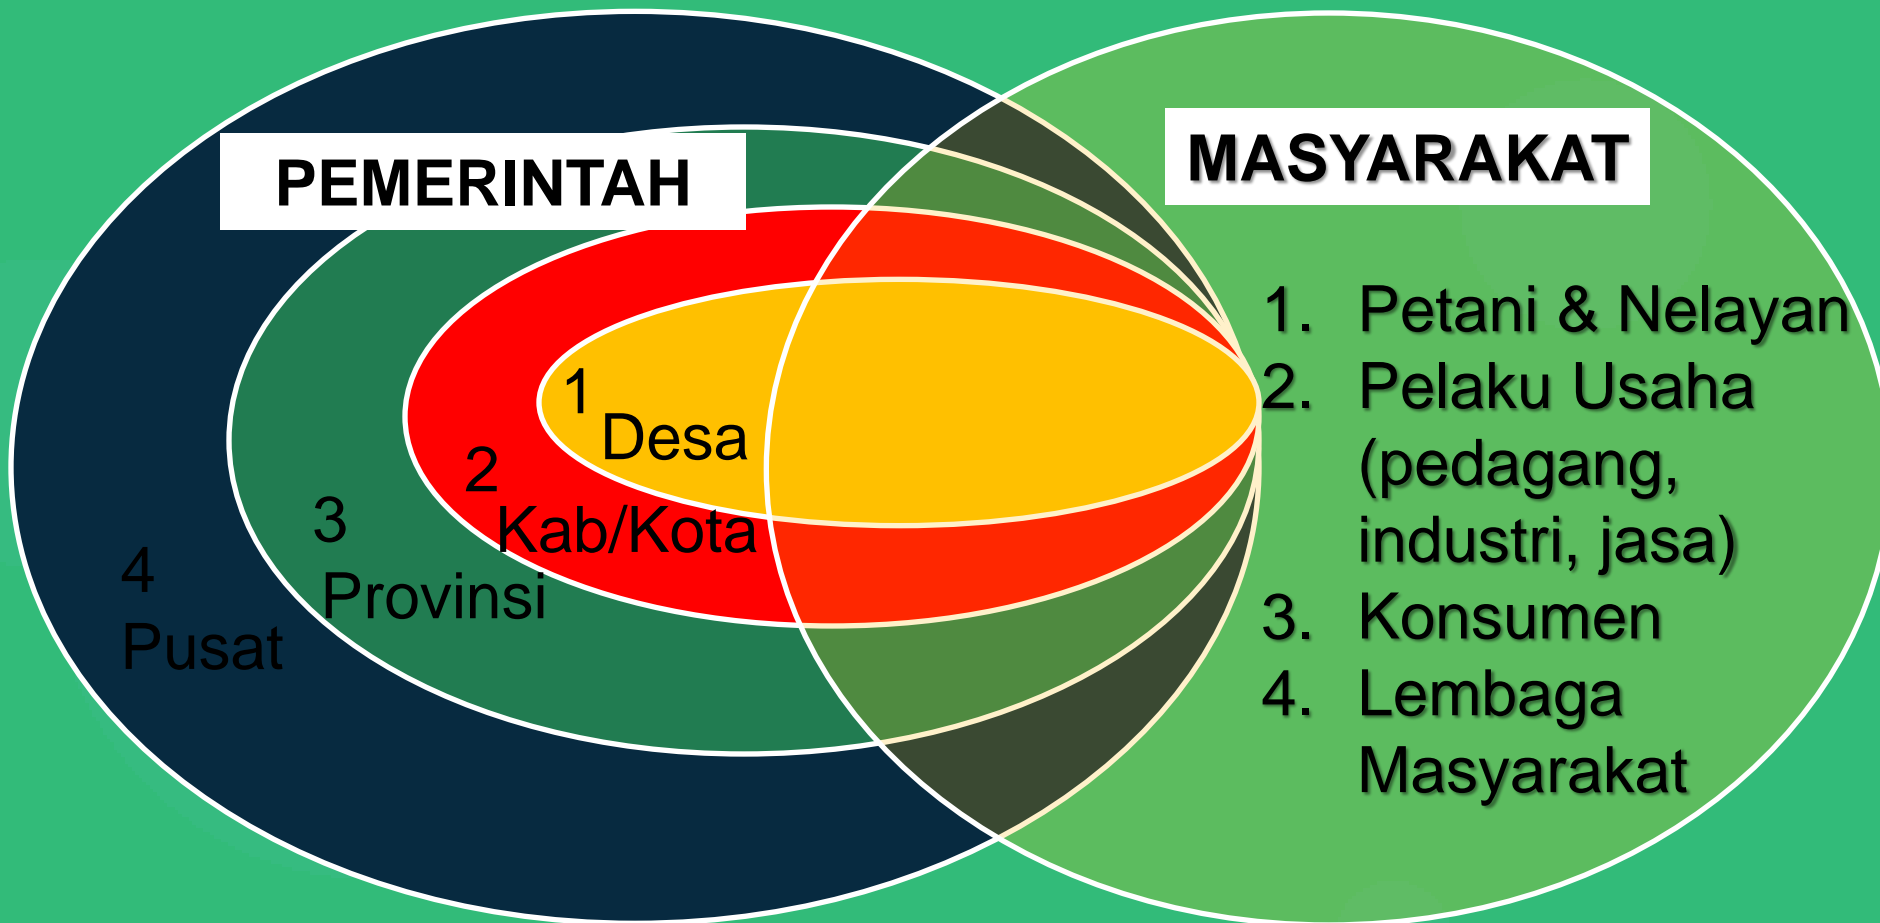 PEMERINTAH
1
Desa
2
Kab/Kota
3
Provinsi
4
Pusat
MASYARAKAT
1. Petani & Nelayan
2. Pelaku Usaha
(pedagang,
industri, jasa)
3. Konsumen
4. Lembaga
Masyarakat